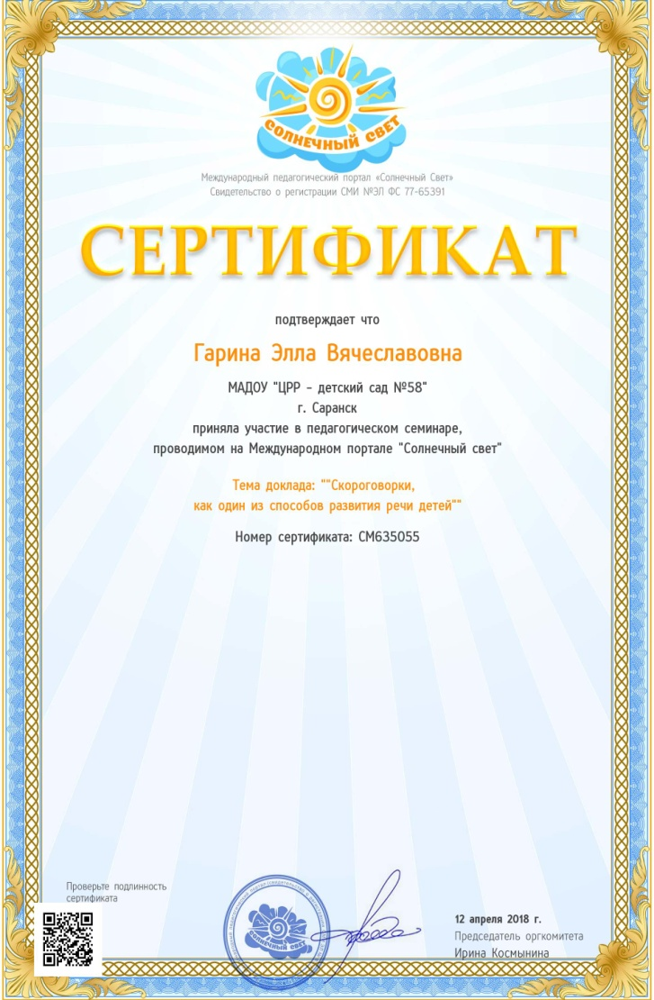 СОЛНЕЧНЫЙ СВЕТ
Международный педагогический портал «Солнечный Свет»
Свидетельство о регистрации СМИ №ЭЛ ФС 77-65391
СЕРТИФИКАТ
подтверждает что
Гарина Элла Вячеславовна
МАДОУ "ЦРР - детский сад №58"
г. Саранск
приняла участие в педагогическом семинаре,
проводимом на Международном портале "Солнечный свет"
Тема доклада: ""Скороговорки,
как один из способов развития речи детей""
Номер сертификата: СМ635055
Проверьте подлинность
сертификата
СОЛНЕЧНЫЙ СВЕТ
12 апреля 2018 г.
Председатель оргкомитета
Ирина Космынина